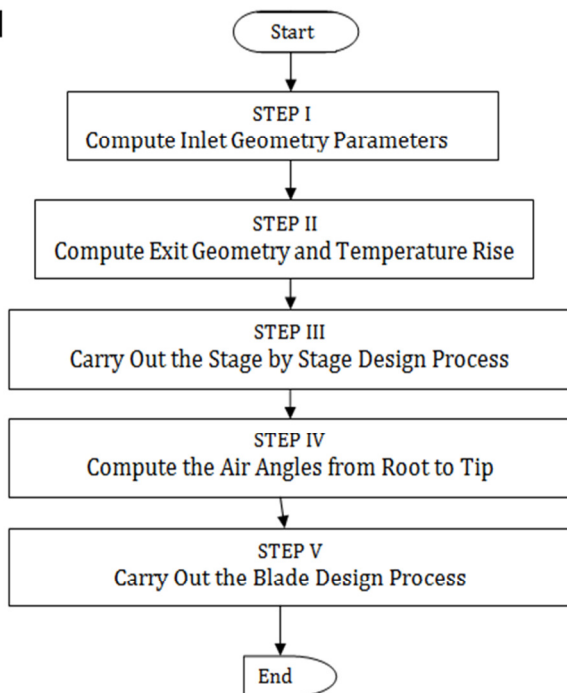 Start
STEP I
Compute Inlet Geometry Parameters
STEP II
Compute Exit Geometry and Temperature Rise
STEP III
Carry Out the Stage by Stage Design Process
STEP IV
Compute the Air Angles from Root to Tip
STEP V
Carry Out the Blade Design Process
End